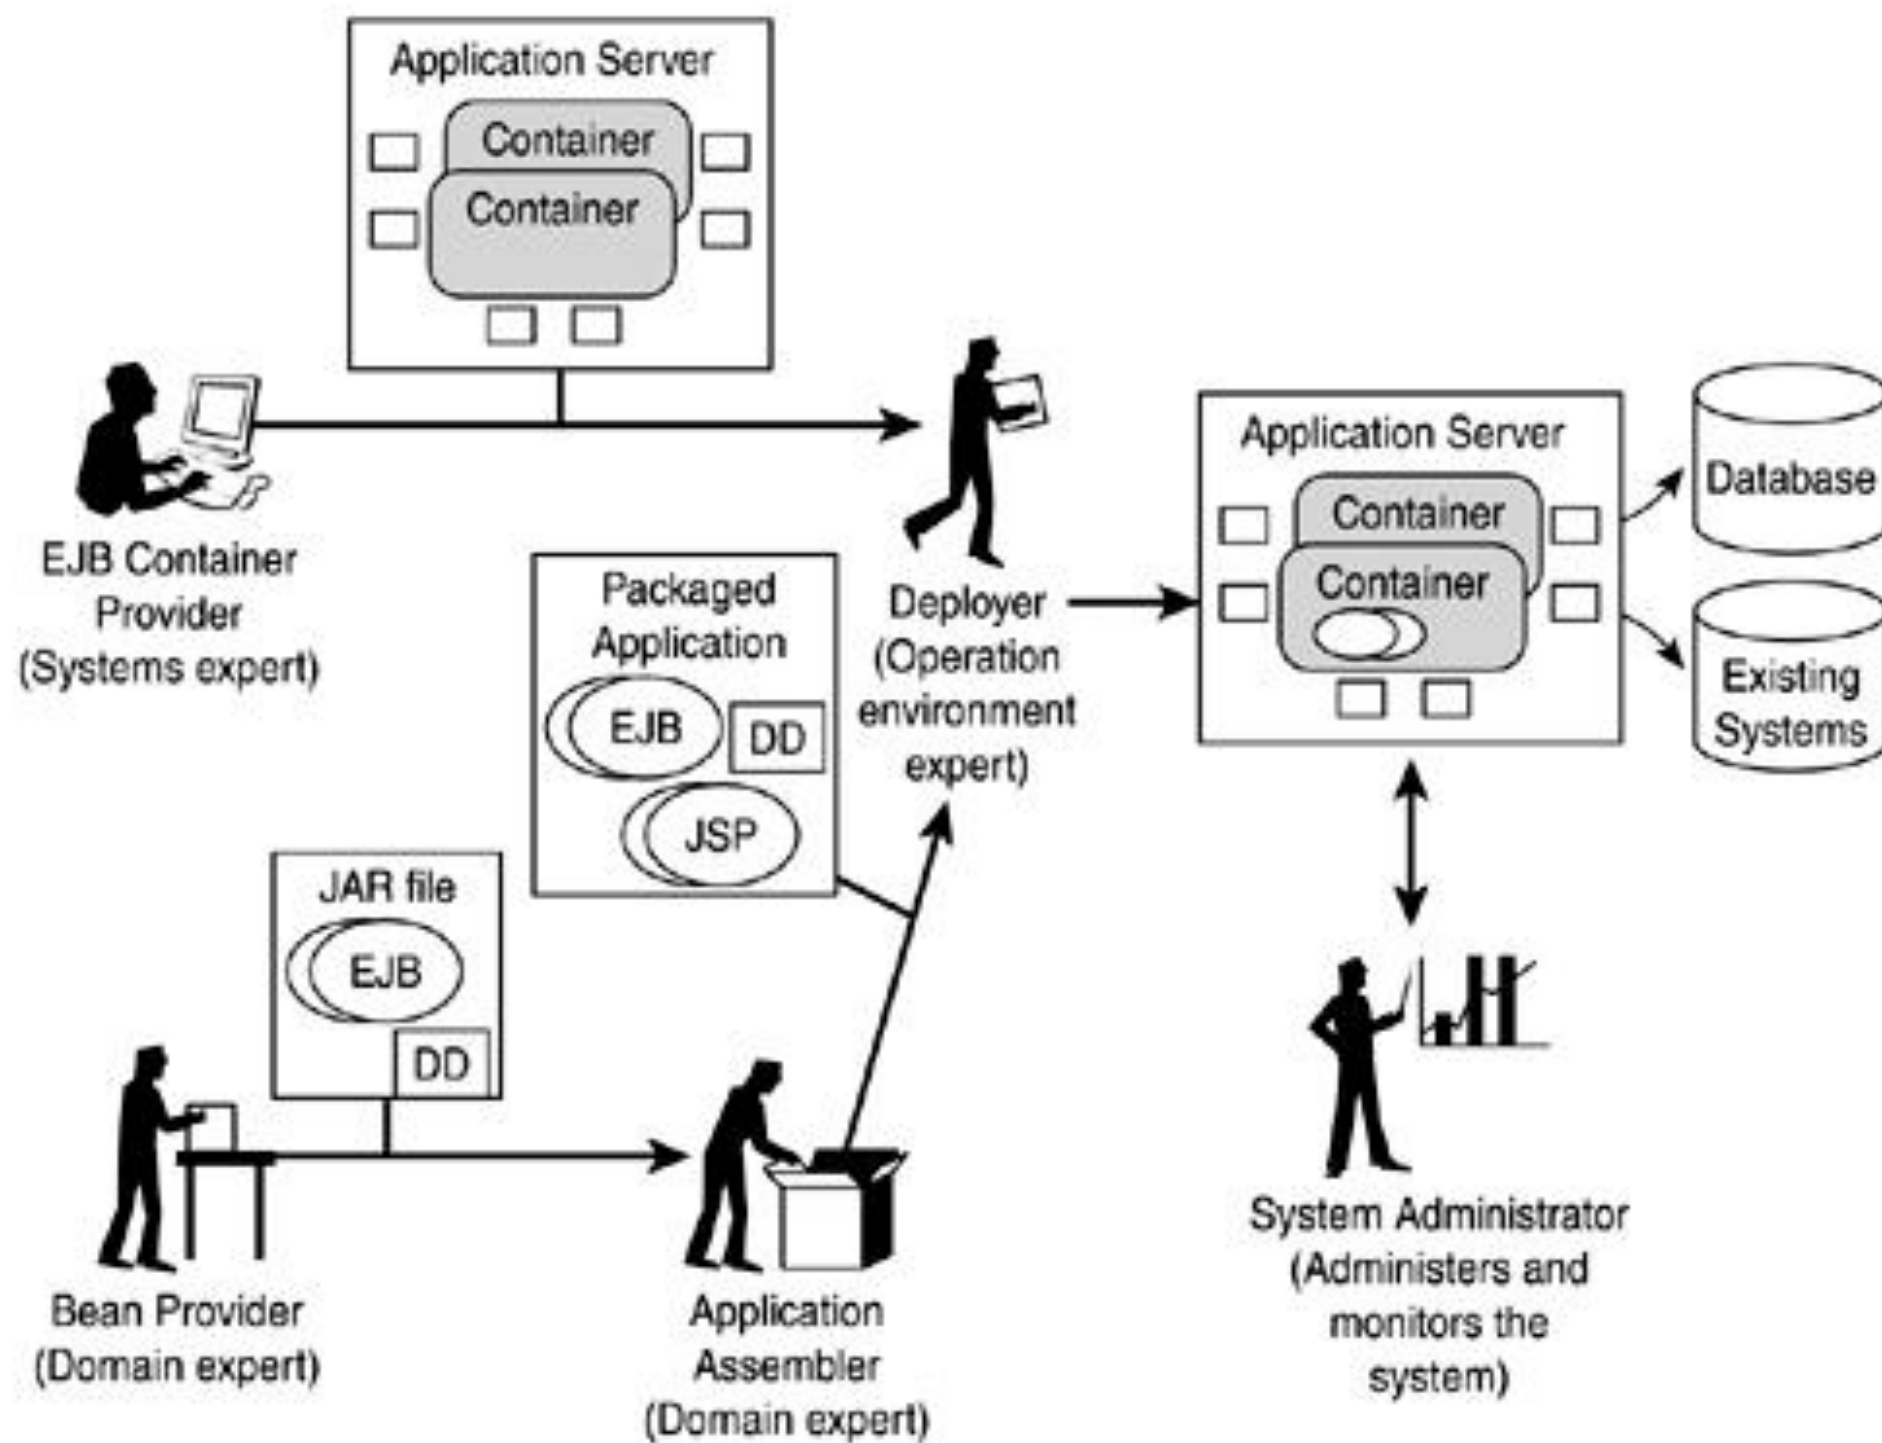 Application Server
Container
Container
EJB Container
Provider
(Systems expert)
Packaged
Application
EJB
DD
JSP
Deployer
(Operation
environment
expert)
Application Server
Container
Container
Database
Existing
Systems
JAR file
EJB
DD
Bean Provider
(Domain expert)
Application
Assembler
(Domain expert)
System Administrator
(Administers and
monitors the
system)